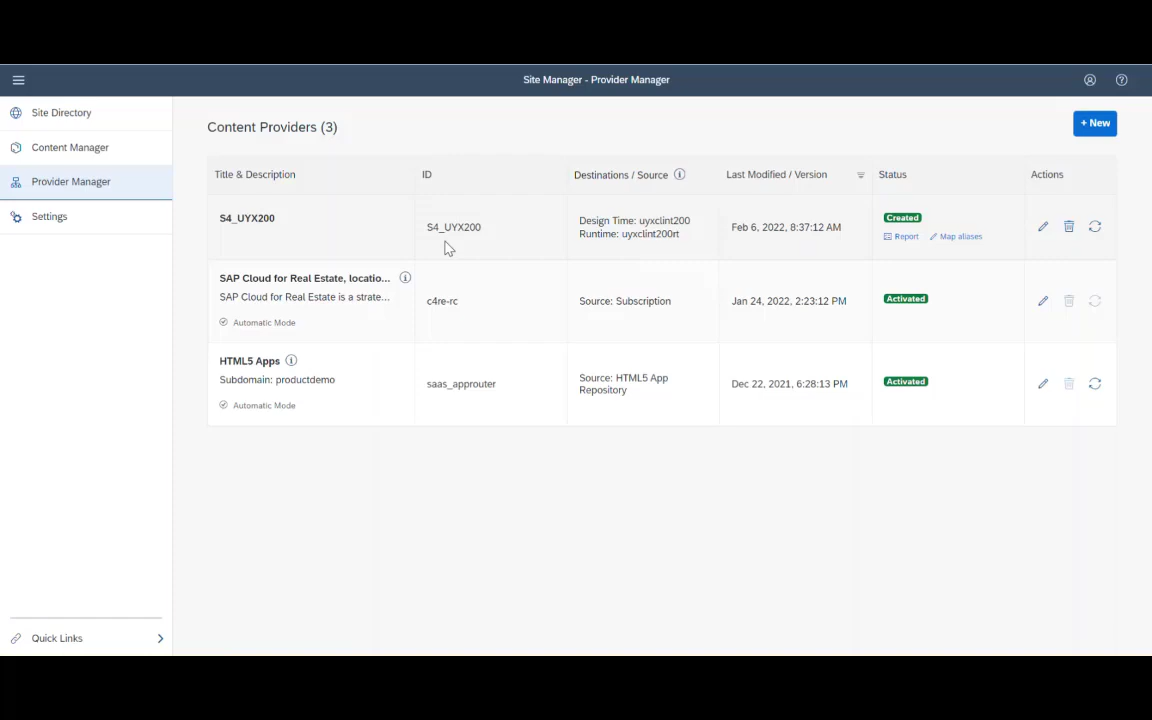 Site Manager - Provider Manager
Site Directory
Content Manager
Provider Manager
Settings
Quick Links
Content Providers (3)
+ New
Title & Description
ID
Destinations / Source
Last Modified / Version
Status
Actions
S4_UYX200
S4_UYX200
Design Time: uyxclint200
Runtime: uyxclint200rt
Feb 6, 2022, 8:37:12 AM
Created
Report
Map aliases
SAP Cloud for Real Estate, locatio...
SAP Cloud for Real Estate is a strate...
Automatic Mode
c4re-rc
Source: Subscription
Jan 24, 2022, 2:23:12 PM
Activated
HTML5 Apps
Subdomain: productdemo
Automatic Mode
saas_approuter
Source: HTML5 App
Repository
Dec 22, 2021, 6:28:13 PM
Activated